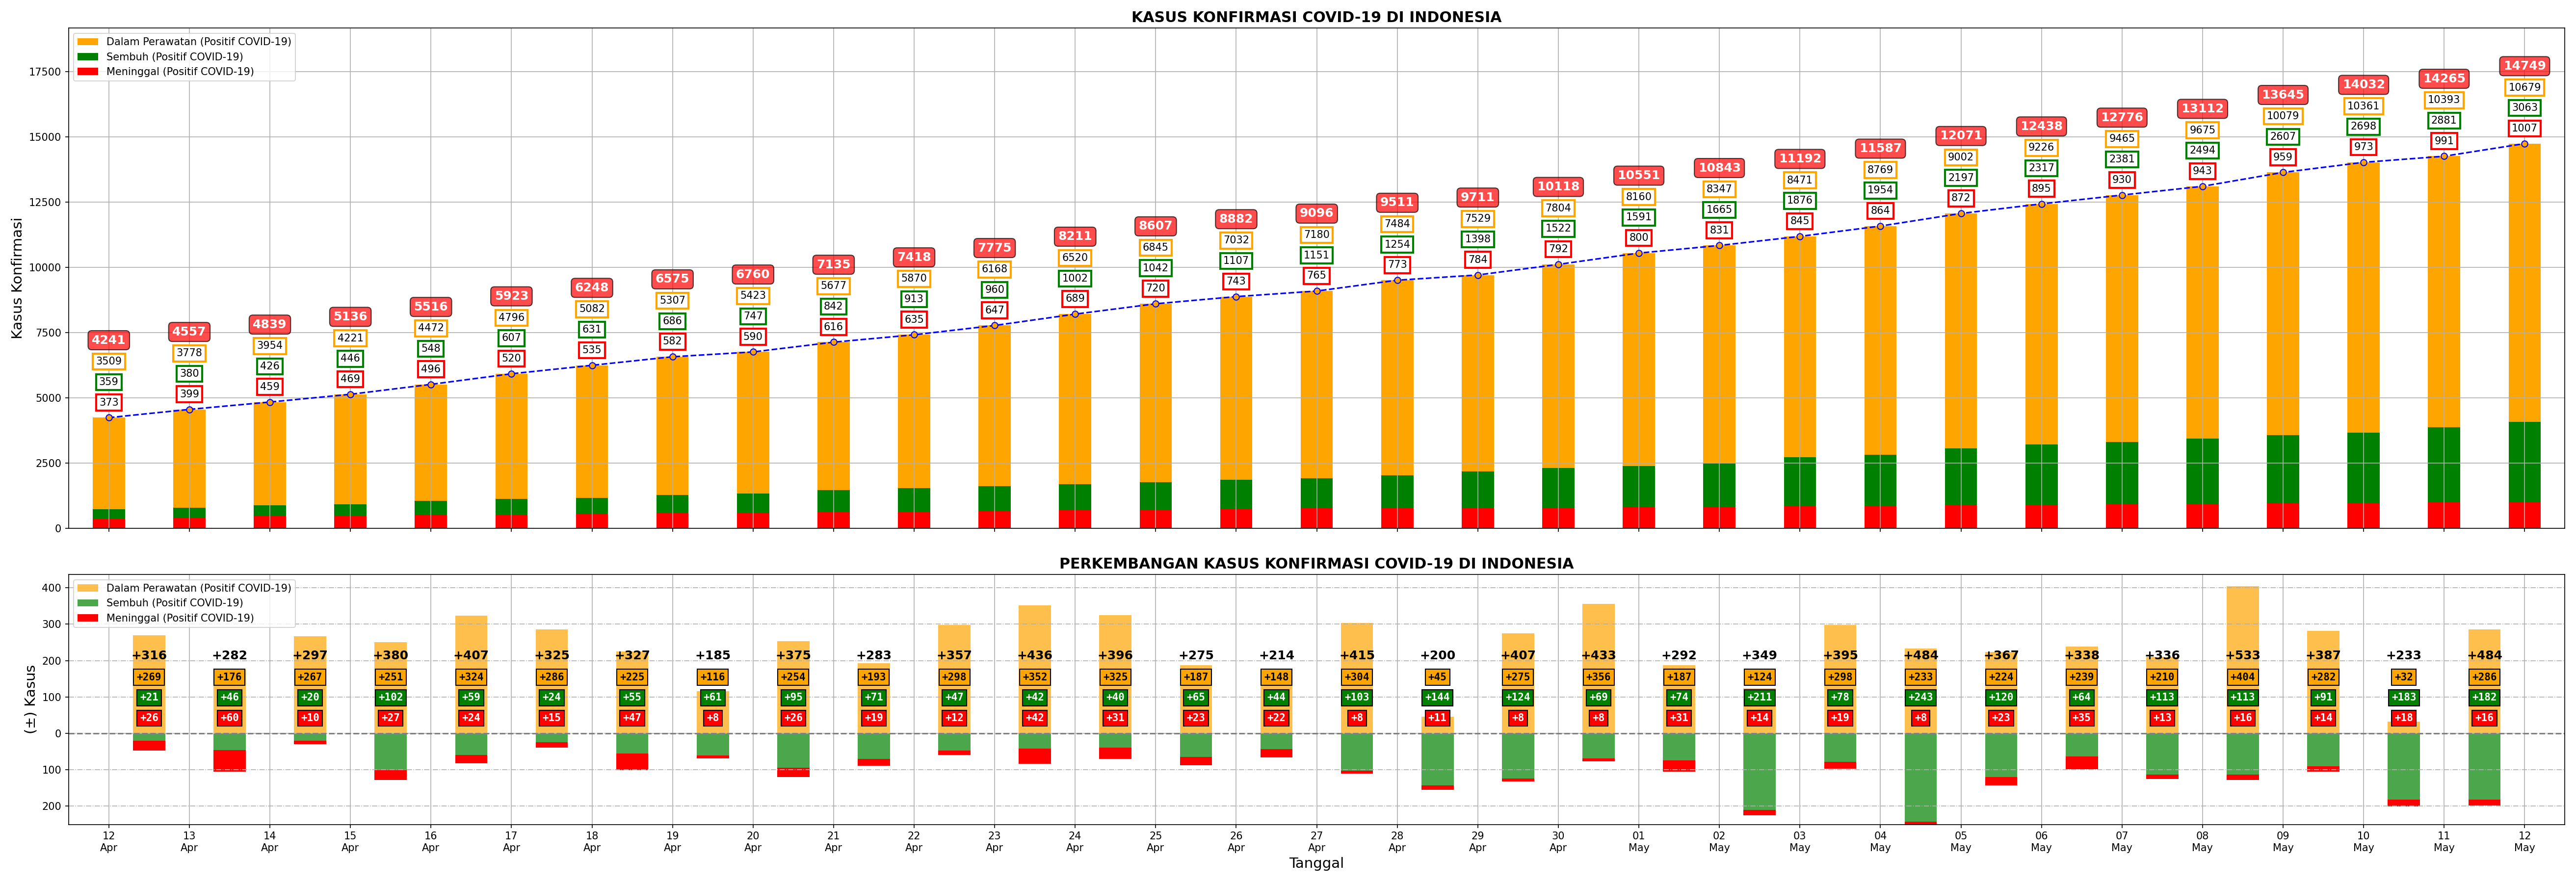 KASUS KONFIRMASI COVID-19 DI INDONESIA
Dalam Perawatan (Positif COVID-19)
Sembuh (Positif COVID-19)
Meninggal (Positif COVID-19)
Kasus Konfirmasi
17500
15000
12500
10000
7500
5000
2500
0
4241 3509 359 373
4557 3778 380 399
4839 3954 426 459
5136 4221 446 469
5516 4472 548 496
5923 4796 607 520
6248 5082 631 535
6575 5307 686 582
6760 5423 747 590
7135 5677 842 616
7418 5870 913 635
7775 6168 960 647
8211 6520 1002 689
8607 6845 1042 720
8882 7032 1107 743
9096 7180 1151 765
9511 7484 1254 773
9711 7529 1398 784
10118 7804 1522 792
10551 8160 1591 800
10843 8347 1665 831
11192 8471 1876 845
11587 8769 1954 864
12071 9002 2197 872
12438 9226 2317 895
12776 9465 2381 930
13112 9675 2494 943
13645 10079 2607 959
14032 10361 2698 973
14265 10393 2881 991
14749 10679 3063 1007
PERKEMBANGAN KASUS KONFIRMASI COVID-19 DI INDONESIA
Dalam Perawatan (Positif COVID-19)
Sembuh (Positif COVID-19)
Meninggal (Positif COVID-19)
(±) Kasus
400
300
200
100
0
100
200
+316 +282 +297 +380 +407 +325 +327 +185 +375 +283 +357 +436 +396 +275 +214 +415 +200 +407 +433 +292 +349 +395 +484 +367 +338 +336 +533 +387 +233 +484
+269 +176 +267 +251 +324 +286 +225 +116 +254 +193 +298 +352 +325 +187 +148 +304 +45 +275 +356 +187 +124 +298 +233 +224 +239 +210 +404 +282 +32 +286
+21 +46 +20 +102 +59 +24 +55 +61 +95 +71 +47 +42 +40 +65 +44 +103 +144 +124 +69 +74 +211 +78 +243 +120 +64 +113 +113 +91 +183 +182
+26 +60 +10 +27 +24 +15 +47 +8 +26 +19 +12 +42 +31 +23 +22 +8 +11 +8 +8 +31 +14 +19 +8 +23 +35 +13 +16 +14 +18 +16
12 13 14 15 16 17 18 19 20 21 22 23 24 25 26 27 28 29 30 01 02 03 04 05 06 07 08 09 10 11 12
Apr Apr Apr Apr Apr Apr Apr Apr Apr Apr Apr Apr Apr Apr Apr Apr Apr Apr Apr May May May May May May May May May May May May
Tanggal